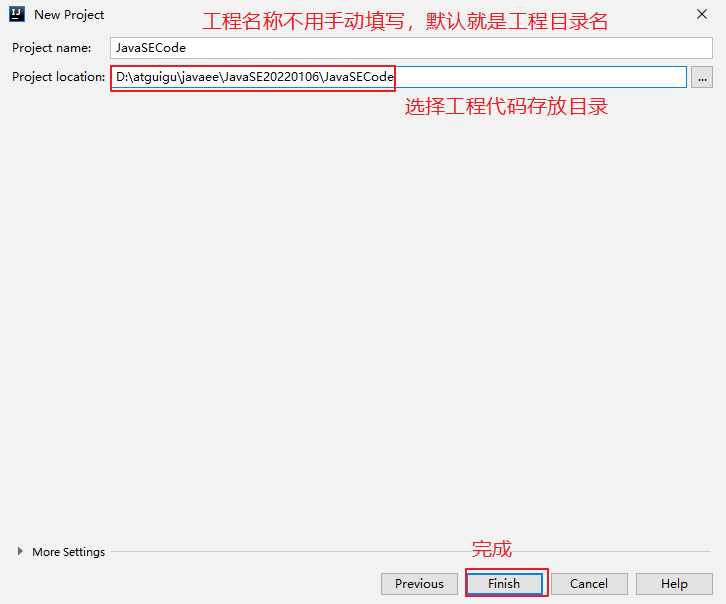 New Project
工程名称不用手动填写，默认就是工程目录名
Project name: JavaSECode
Project location: D:\atguigu\javaee\JavaSE20220106\JavaSECode ...
选择工程代码存放目录
More Settings
完成
Previous Finish Cancel Help